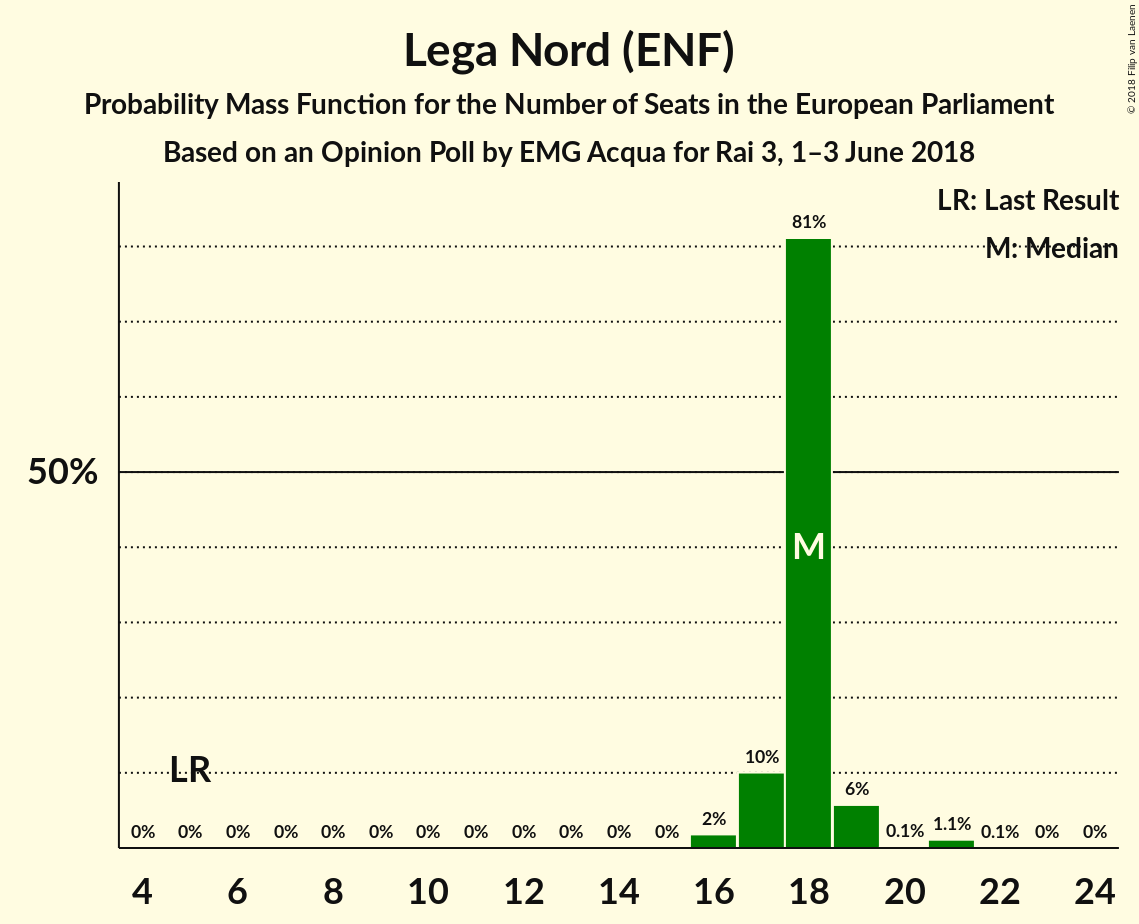 Lega Nord (ENF)
Probability Mass Function for the Number of Seats in the European Parliament
Based on an Opinion Poll by EMG Acqua for Rai 3, 1–3 June 2018
© 2018 Filip van Laenen
LR: Last Result
M: Median
50%
81%
M
LR
10%
6%
2%
0% 0% 0% 0% 0% 0% 0% 0% 0% 0% 0% 0% 0.1% 1.1% 0.1% 0% 0%
4 6 8 10 12 14 16 18 20 22 24